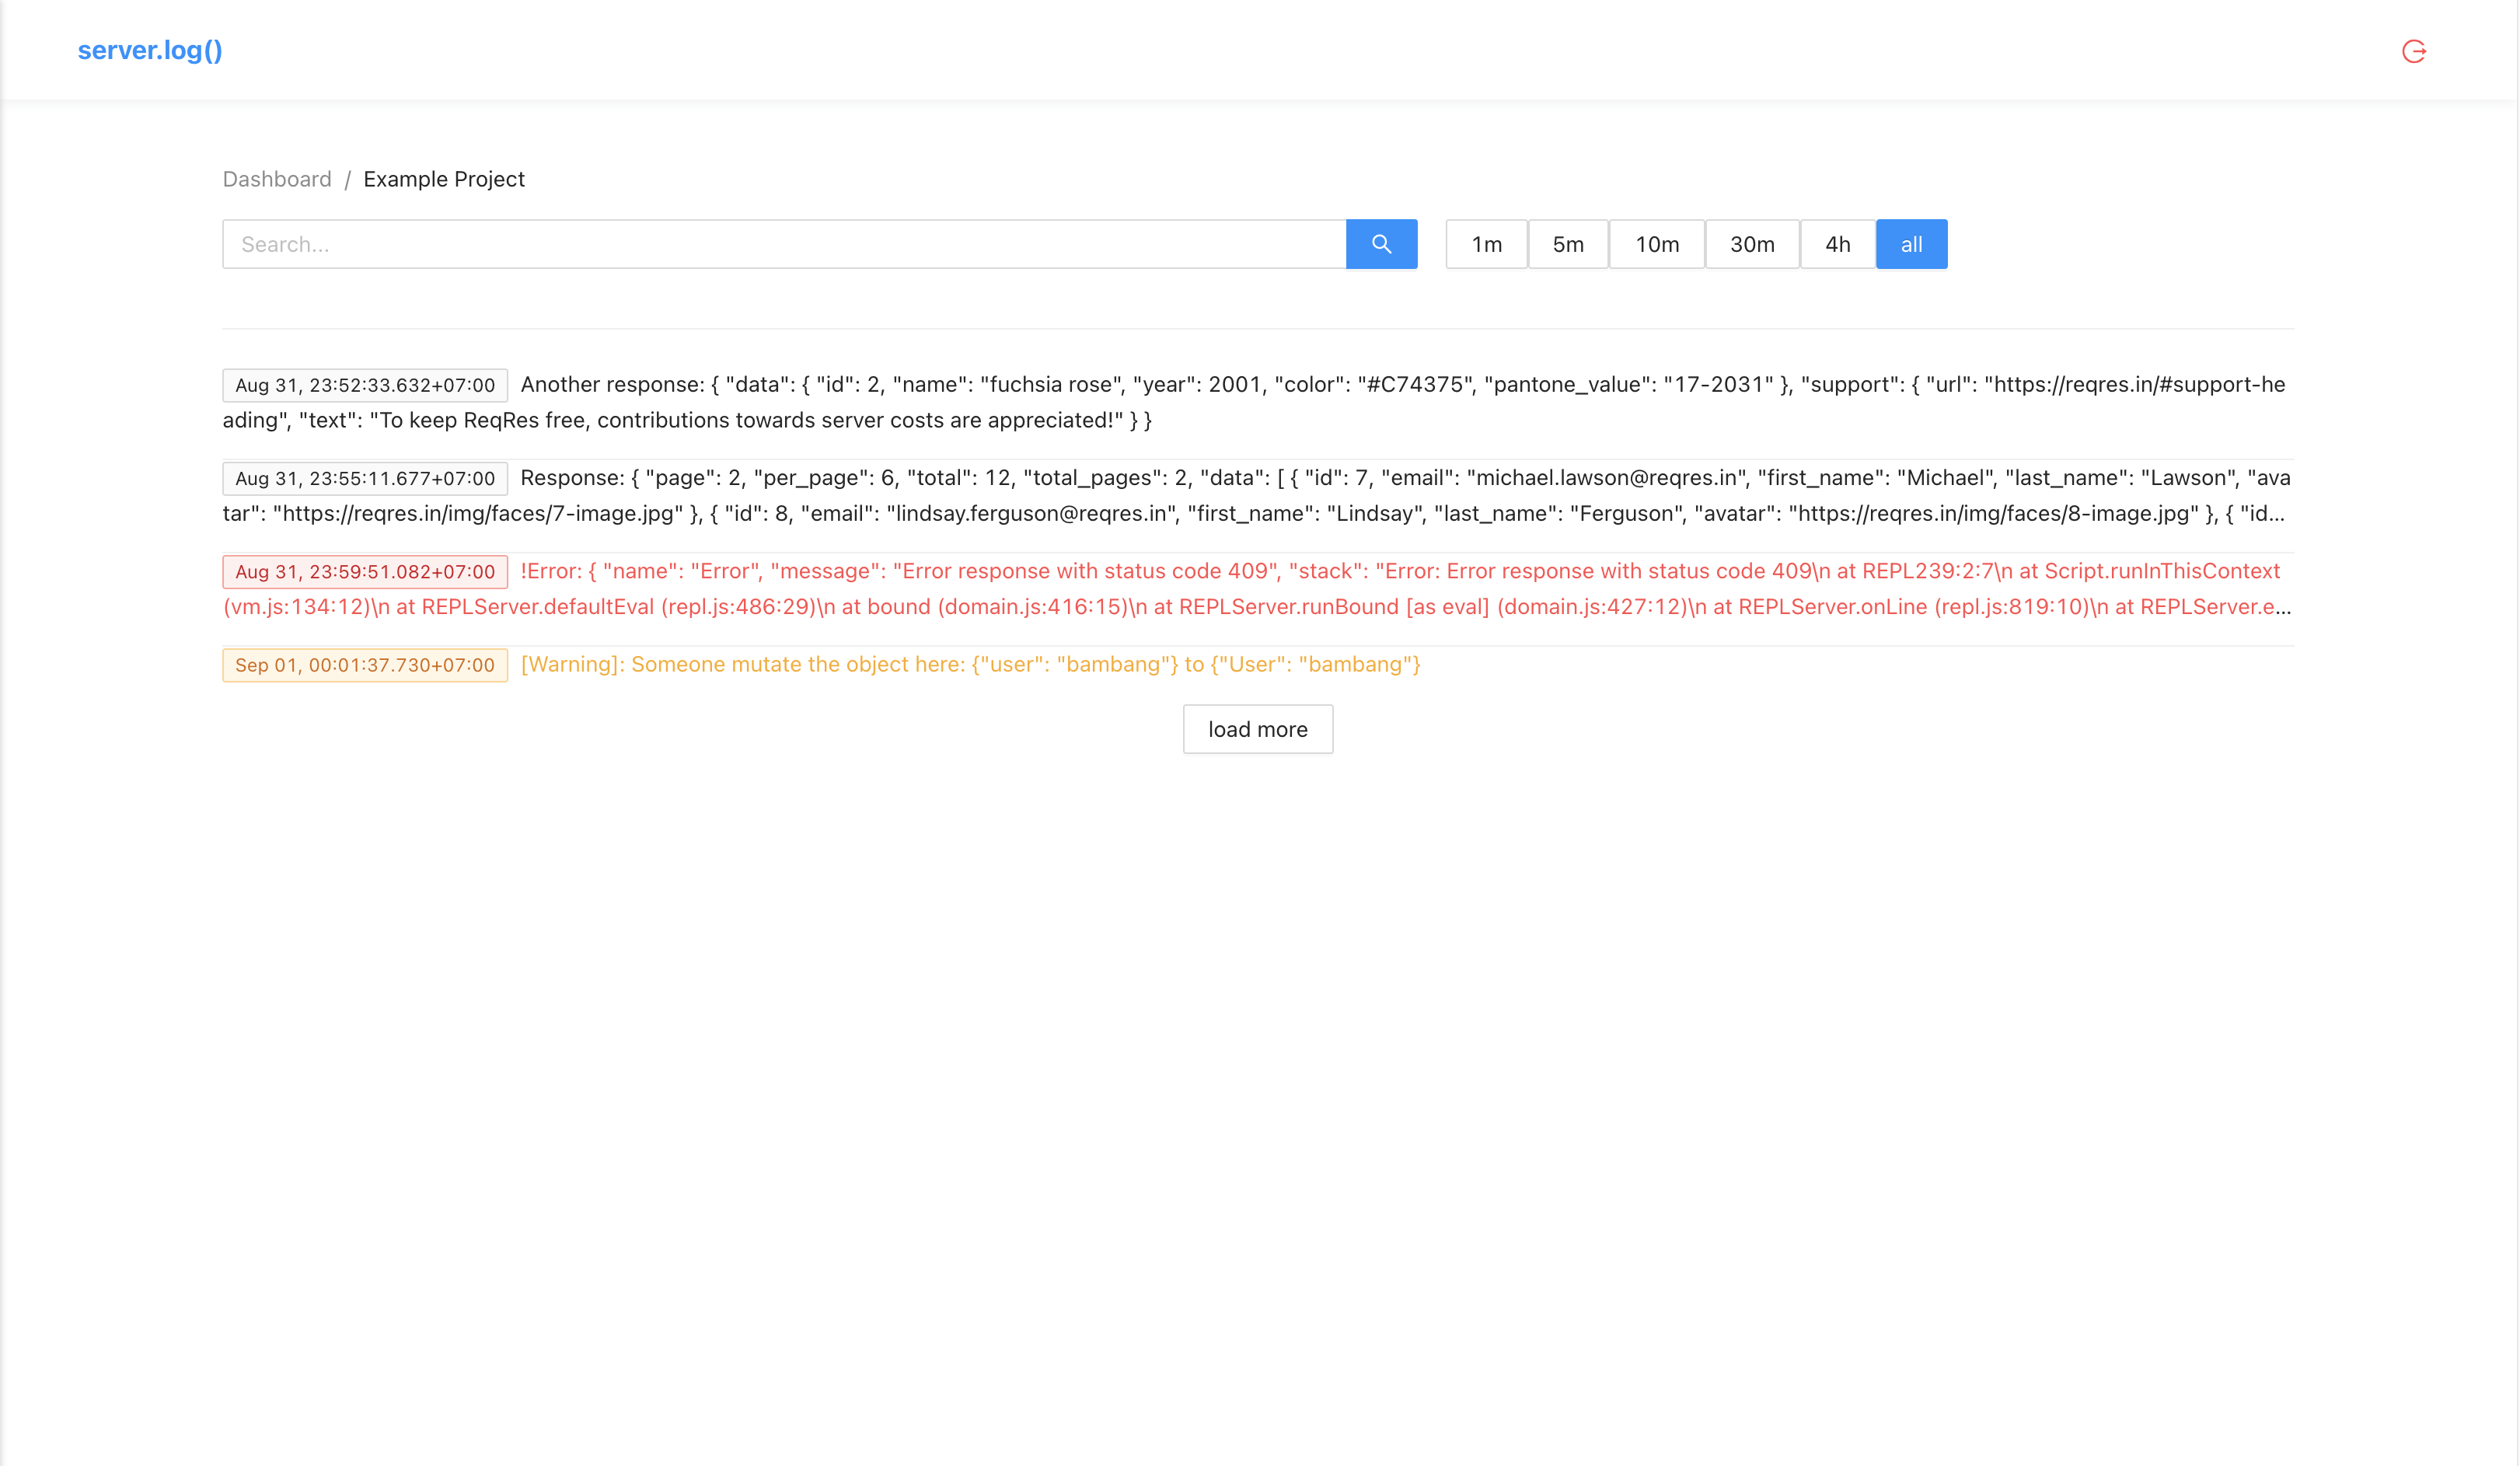 server.log()
Dashboard / Example Project
Search... 1m 5m 10m 30m 4h all
Aug 31, 23:52:33.632+07:00 Another response: { "data": { "id": 2, "name": "fuchsia rose", "year": 2001, "color": "#C74375", "pantone_value": "17-2031" }, "support": { "url": "https://reqres.in/#support-he
ading", "text": "To keep ReqRes free, contributions towards server costs are appreciated!" } }
Aug 31, 23:55:11.677+07:00 Response: { "page": 2, "per_page": 6, "total": 12, "total_pages": 2, "data": [ { "id": 7, "email": "michael.lawson@reqres.in", "first_name": "Michael", "last_name": "Lawson", "ava
tar": "https://reqres.in/img/faces/7-image.jpg" }, { "id": 8, "email": "lindsay.ferguson@reqres.in", "first_name": "Lindsay", "last_name": "Ferguson", "avatar": "https://reqres.in/img/faces/8-image.jpg" }, { "id...
Aug 31, 23:59:51.082+07:00 !Error: { "name": "Error", "message": "Error response with status code 409", "stack": "Error: Error response with status code 409\n at REPL239:2:7\n at Script.runInThisContext
(vm.js:134:12)\n at REPLServer.defaultEval (repl.js:486:29)\n at bound (domain.js:416:15)\n at REPLServer.runBound [as eval] (domain.js:427:12)\n at REPLServer.onLine (repl.js:819:10)\n at REPLServer.e...
Sep 01, 00:01:37.730+07:00 [Warning]: Someone mutate the object here: {"user": "bambang"} to {"User": "bambang"}
load more